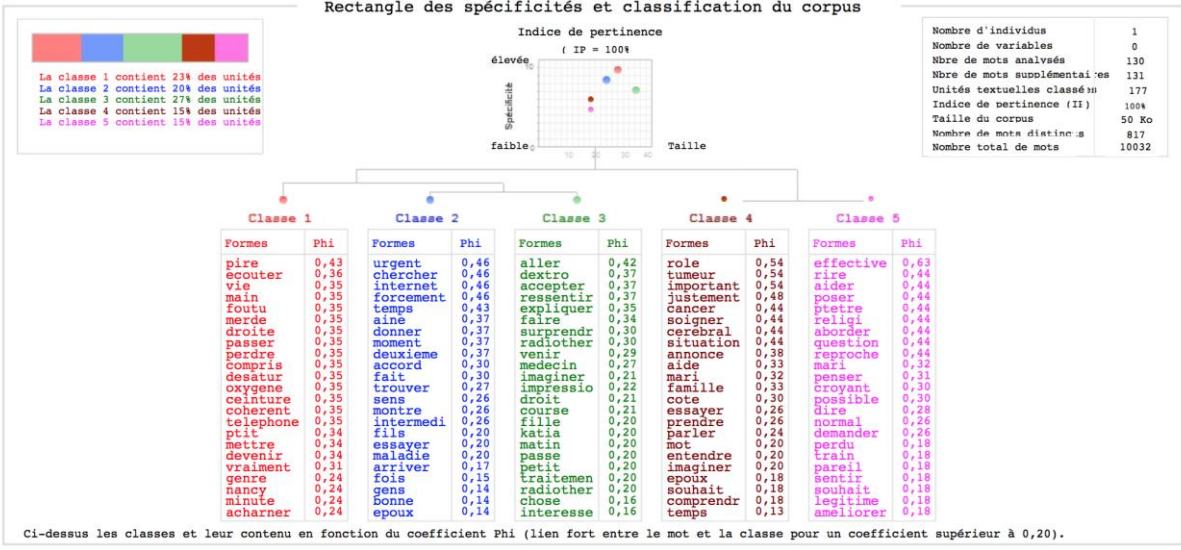 Rectangle des spécificités et classification du corpus
La classe 1 contient 23% des unités
La classe 2 contient 20% des unités
La classe 3 contient 27% des unités
La classe 4 contient 15% des unités
La classe 5 contient 15% des unités
Indice de pertinence
( IP = 100%
élevée
Spécificité
faible
0
10 20 30 40
Taille
Nombre d'individus 1
Nombre de variables 0
Nbre de mots analysés 130
Nbre de mots supplémentaires 131
Unités textuelles classées 177
Indice de pertinence (II) 100%
Taille du corpus 50 Ko
Nombre de mots distincts 817
Nombre total de mots 10032
Classe 1
Formes Phi
pire 0,43
ecouter 0,36
vie 0,35
main 0,35
foutu 0,35
merde 0,35
droite 0,35
passer 0,35
perdre 0,35
compris 0,35
desatur 0,35
oxygene 0,35
ceinture 0,35
coherent 0,35
telephone 0,35
ptit 0,34
mettre 0,34
devenir 0,34
vraiment 0,31
genre 0,24
nancy 0,24
minute 0,24
acharner 0,24
Classe 2
Formes Phi
urgent 0,46
chercher 0,46
internet 0,46
forcement 0,46
temps 0,43
aine 0,37
donner 0,37
moment 0,37
deuxieme 0,37
accord 0,30
fait 0,30
trouver 0,27
sens 0,26
montre 0,26
intermedi 0,26
fils 0,20
essayer 0,20
maladie 0,20
arriver 0,17
fois 0,15
gens 0,14
bonne 0,14
epoux 0,14
Classe 3
Formes Phi
aller 0,42
dextro 0,37
accepter 0,37
ressentir 0,37
expliquer 0,35
faire 0,34
surprendr 0,30
radiother 0,30
venir 0,29
medecin 0,27
imaginer 0,21
impressio 0,22
droit 0,21
course 0,21
fille 0,20
katia 0,20
matin 0,20
passe 0,20
petit 0,20
traitemen 0,20
radiother 0,20
chose 0,16
interesse 0,16
Classe 4
Formes Phi
role 0,54
tumeur 0,54
important 0,54
justement 0,48
cancer 0,44
soigner 0,44
cerebral 0,44
situation 0,44
annonce 0,38
aide 0,33
mari 0,32
famille 0,33
cote 0,30
essayer 0,26
prendre 0,26
parler 0,24
mot 0,20
entendre 0,20
imaginer 0,20
epoux 0,18
souhait 0,18
comprendr 0,18
temps 0,13
Classe 5
Formes Phi
effective 0,63
rire 0,44
aider 0,44
poser 0,44
ptetre 0,44
religi 0,44
aborder 0,44
question 0,44
reproche 0,44
mari 0,32
penser 0,31
croyant 0,30
possible 0,30
dire 0,28
normal 0,26
demander 0,26
perdu 0,18
train 0,18
pareil 0,18
sentir 0,18
souhait 0,18
legitime 0,18
ameliorer 0,18
Ci-dessus les classes et leur contenu en fonction du coefficient Phi (lien fort entre le mot et la classe pour un coefficient supérieur à 0,20).